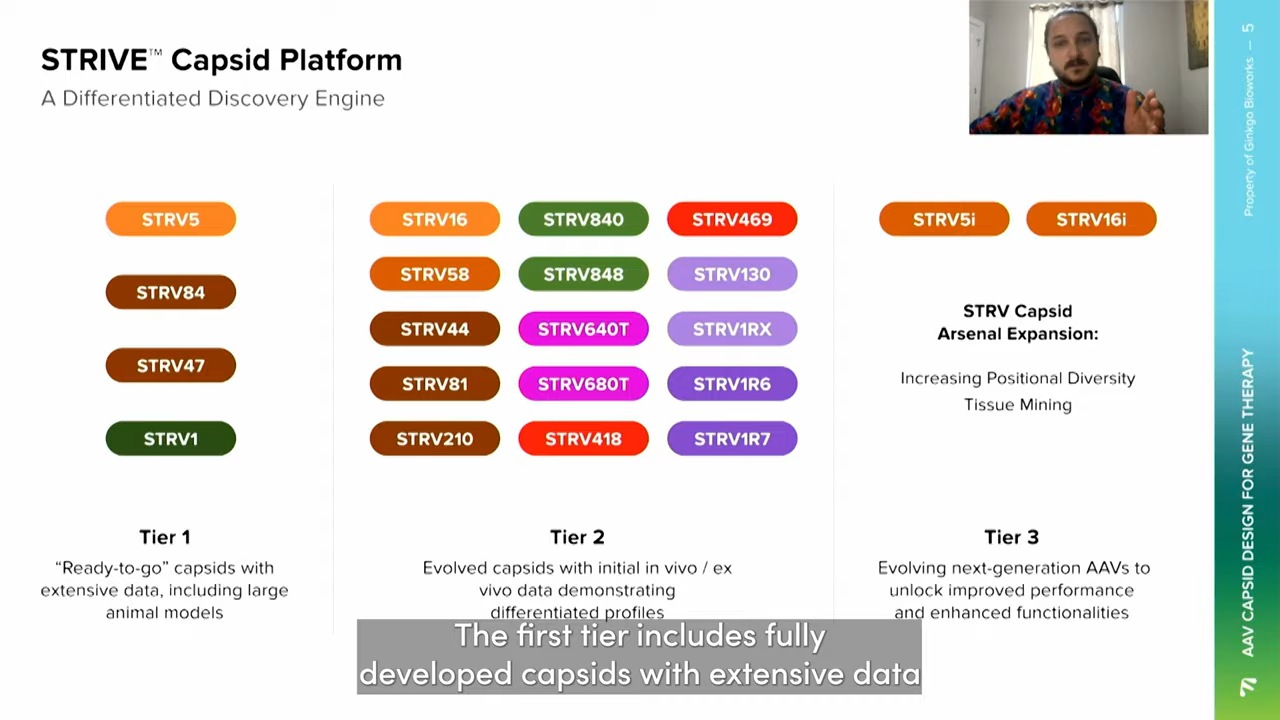 STRIVE™ Capsid Platform
A Differentiated Discovery Engine
STRV5
STRV84
STRV47
STRV1
Tier 1
“Ready-to-go” capsids with
extensive data, including large
animal models
STRV16
STRV840
STRV469
STRV58
STRV848
STRV130
STRV44
STRV640T
STRV1RX
STRV81
STRV680T
STRV1R6
STRV210
STRV418
STRV1R7
Tier 2
Evolved capsids with initial in vivo / ex
vivo data demonstrating
differentiated profiles
STRV5i
STRV16i
STRV Capsid
Arsenal Expansion:
Increasing Positional Diversity
Tissue Mining
Tier 3
Evolving next-generation AAVs to
unlock improved performance
and enhanced functionalities
The first tier includes fully
developed capsids with extensive data
Property of Ginkgo Bioworks — 5
AAV CAPSID DESIGN FOR GENE THERAPY